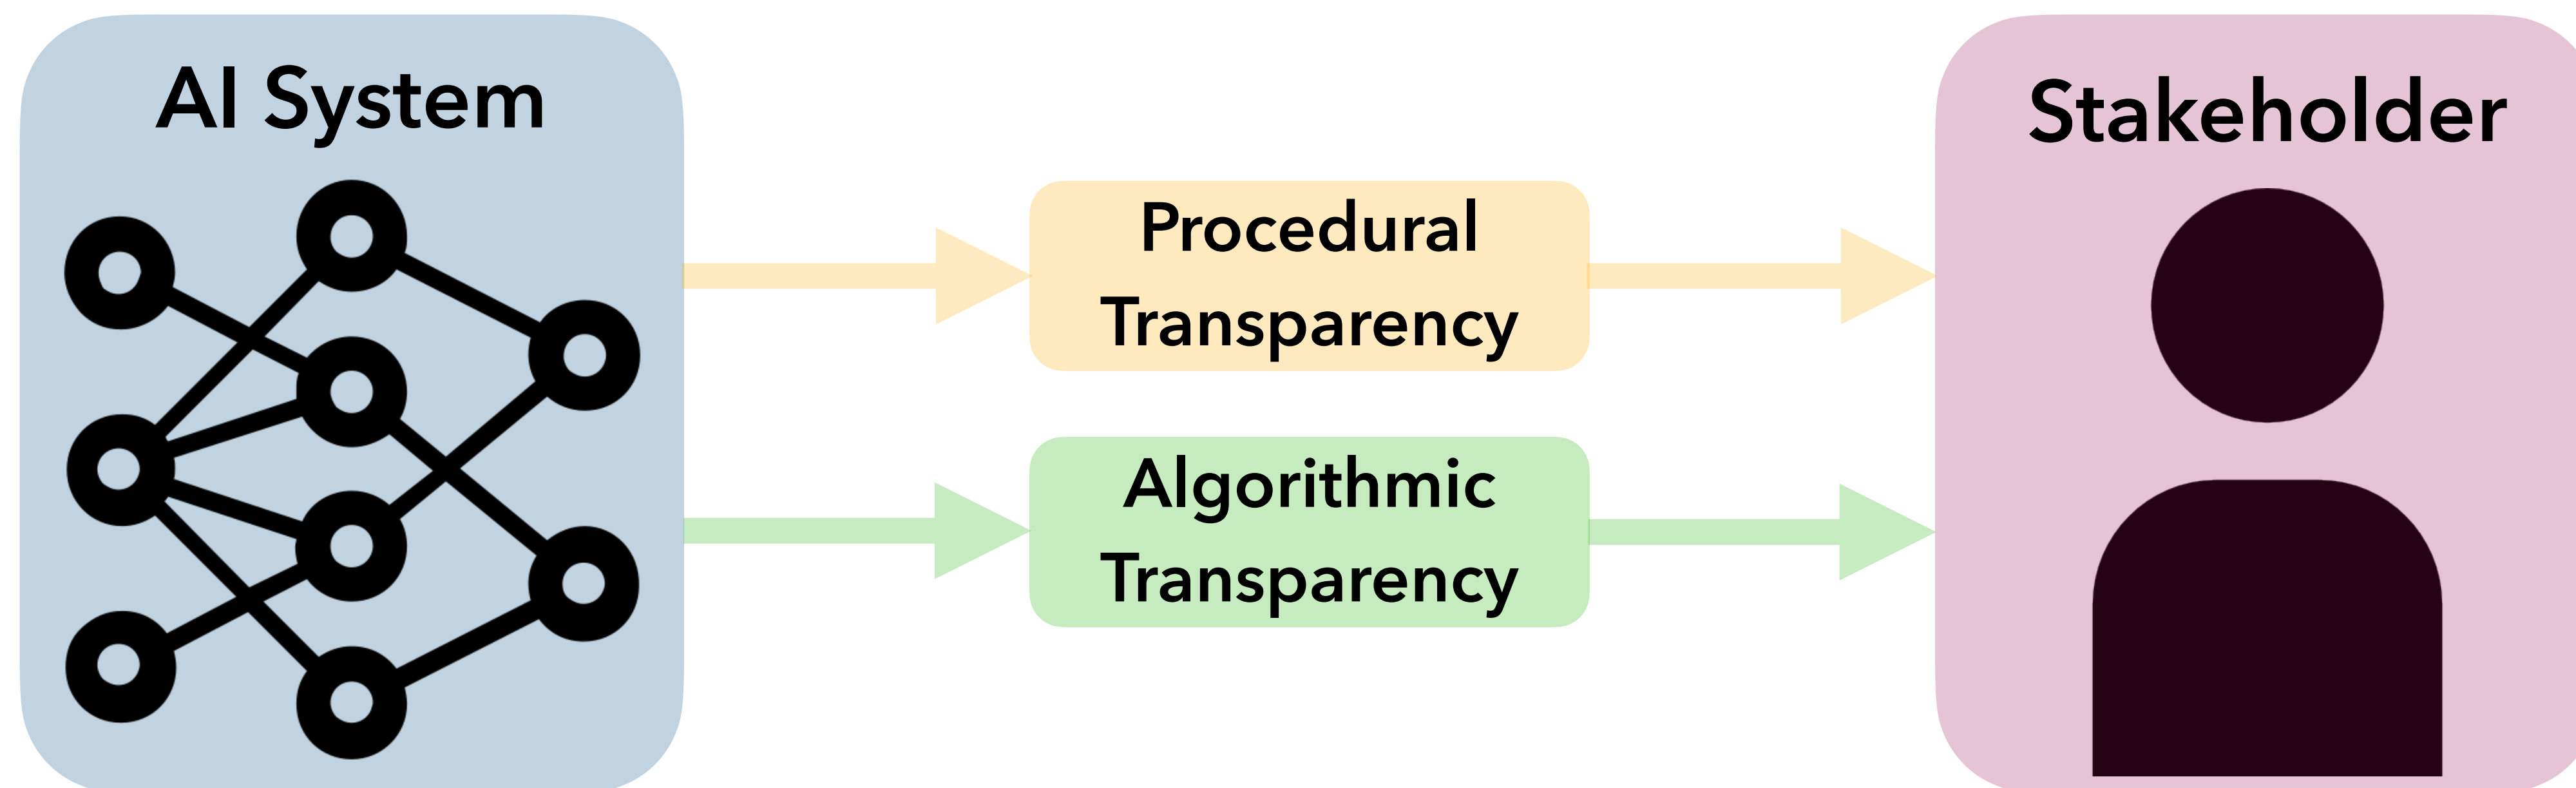 AI System
Stakeholder
Procedural
Transparency
Algorithmic
Transparency